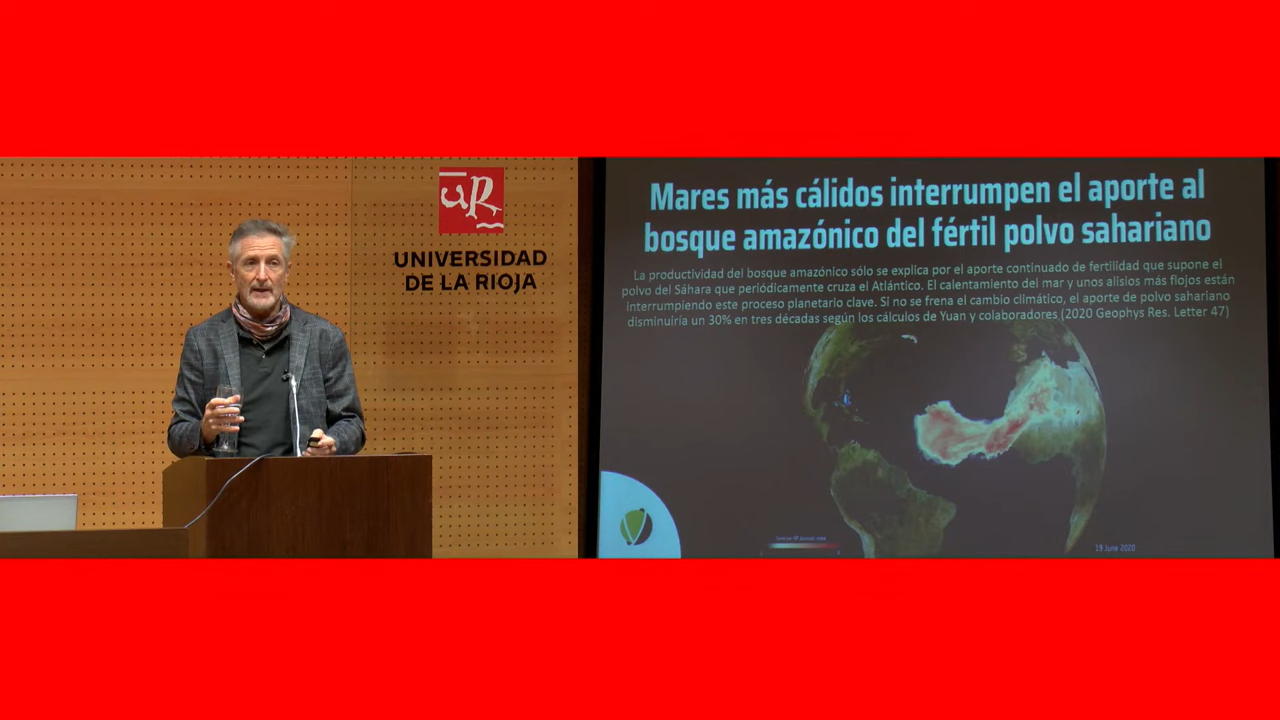 uR
UNIVERSIDAD
DE LA RIOJA
Mares más cálidos interrumpen el aporte al
bosque amazónico del fértil polvo sahariano
La productividad del bosque amazónico sólo se explica por el aporte continuado de fertilidad que supone el
polvo del Sáhara que periódicamente cruza el Atlántico. El calentamiento del mar y unos alisios más flojos están
interrumpiendo este proceso planetario clave. Si no se frena el cambio climático, el aporte de polvo sahariano
disminuiría un 30% en tres décadas según los cálculos de Yuan y colaboradores (2020 Geophys Res. Letter 47)
19 June 2020